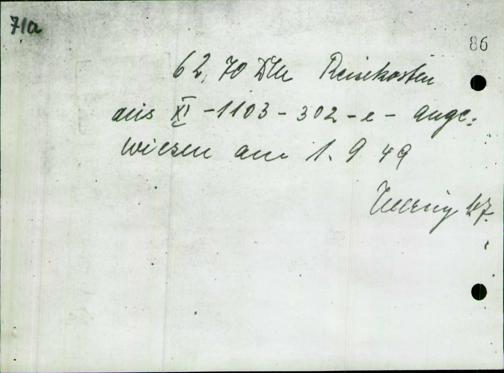 71a
86
62,70 DM Reisekosten
aus XI - 1103 - 302 - e - ange-
wiesen am 1. 9 49